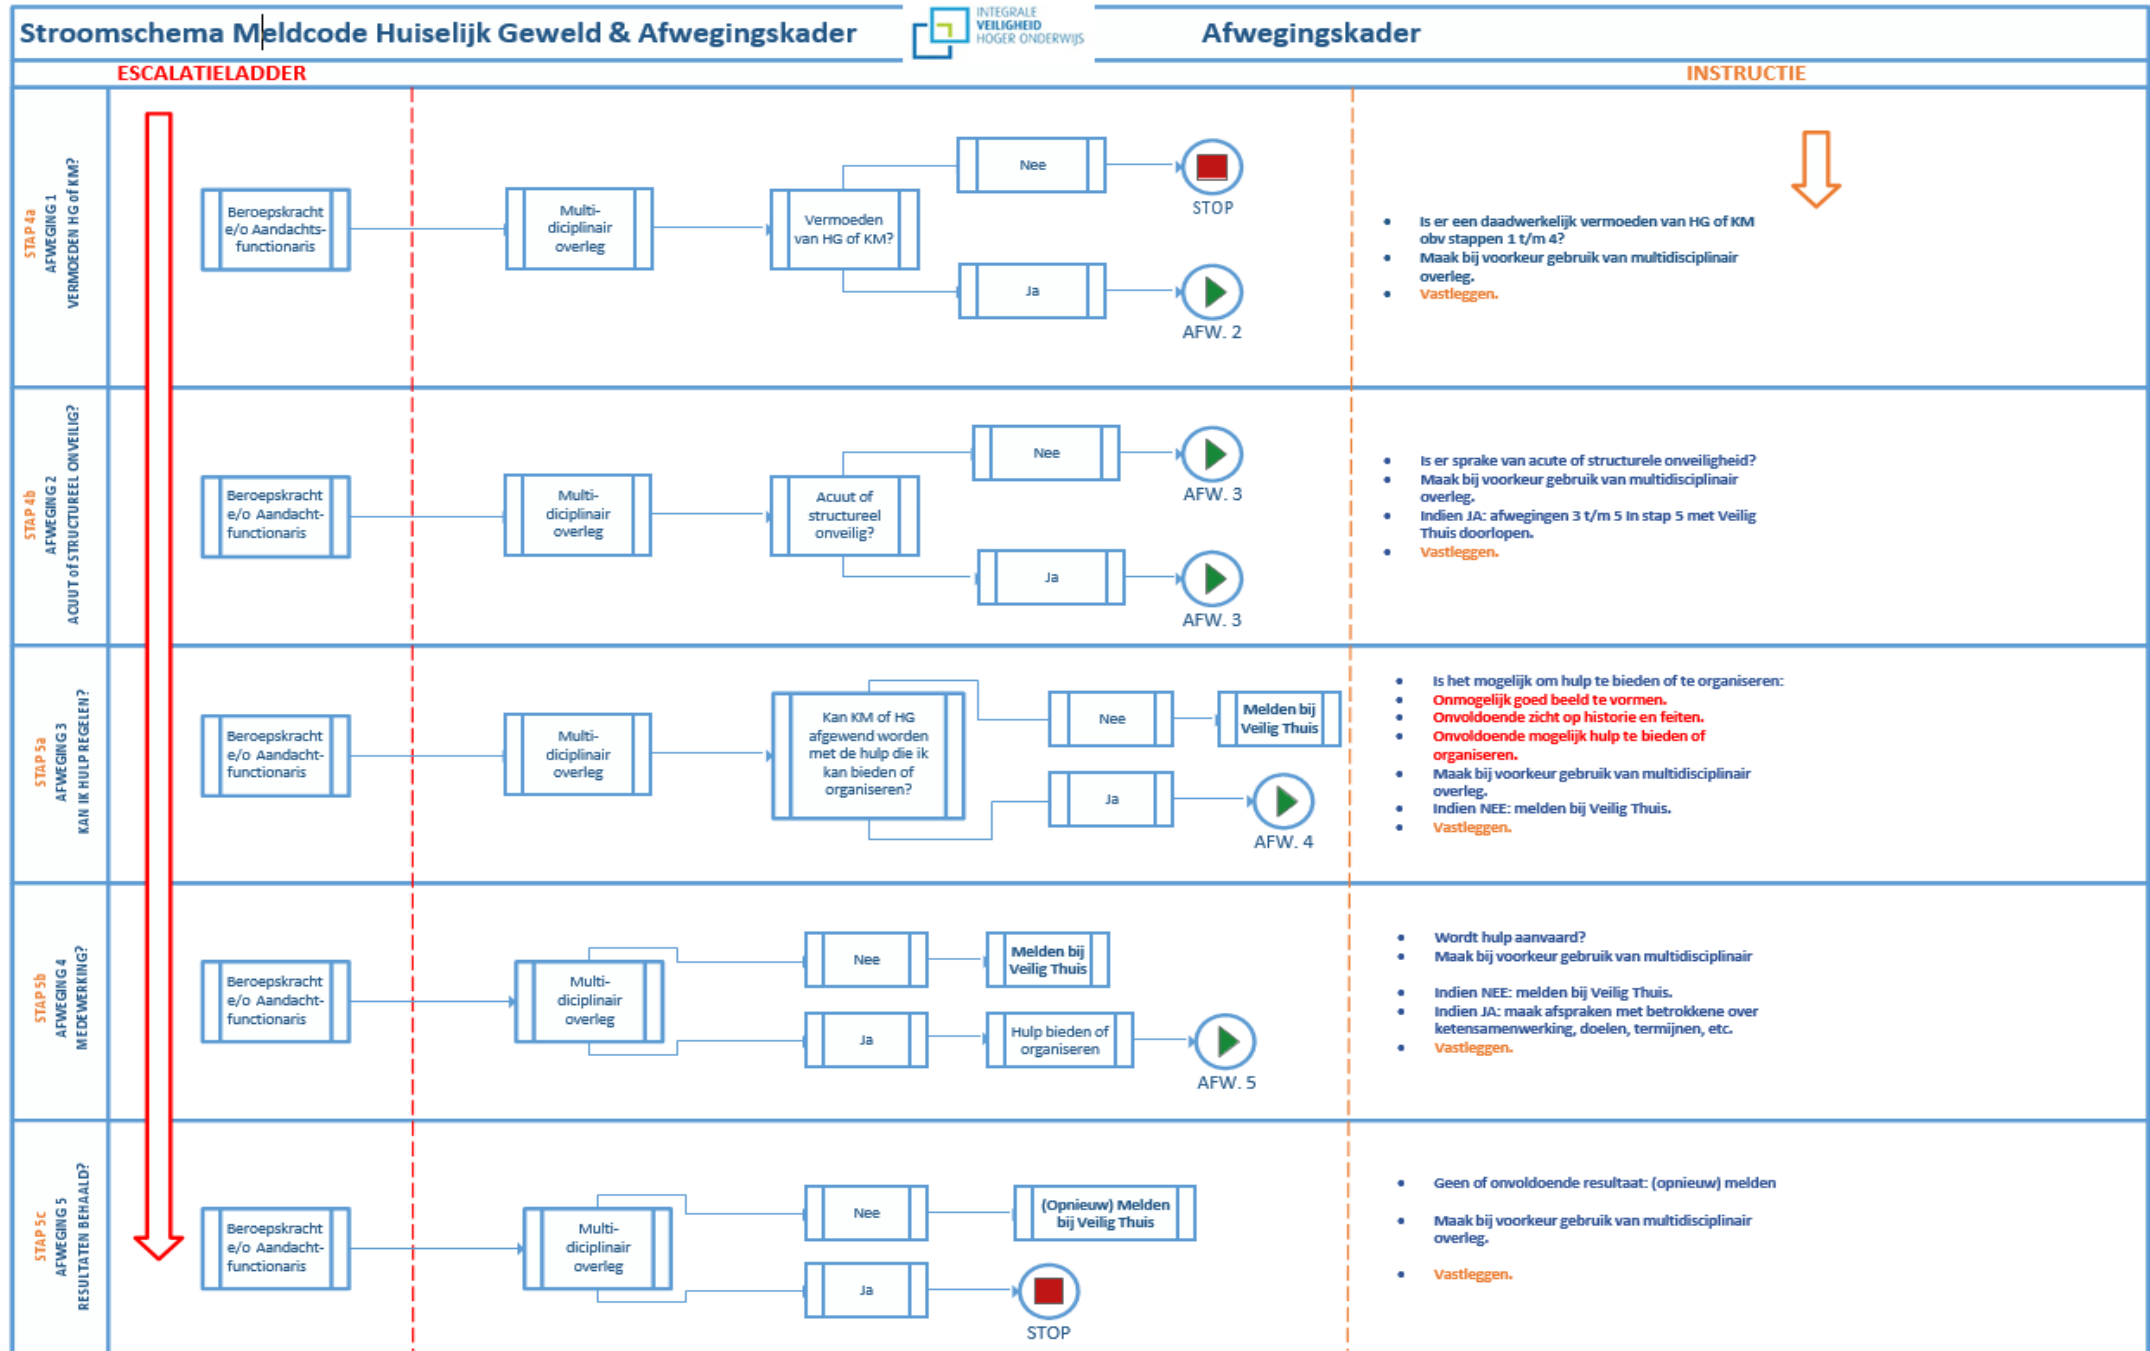 Stroomschema Meldcode Huiselijk Geweld & Afwegingskader
INTEGRALE
VEILIGHEID
HOGER ONDERWIJS
Afwegingskader
ESCALATIELADDER
INSTRUCTIE
STAP 4a
AFWEGING 1
VERMOEDEN HG of KM?
Beroepskracht
e/o Aandachts-
functionaris
Multi-
diciplinair
overleg
Vermoeden
van HG of KM?
Nee
STOP
Ja
AFW. 2
Is er een daadwerkelijk vermoeden van HG of KM
obv stappen 1 t/m 4?
Maak bij voorkeur gebruik van multidisciplinair
overleg.
Vastleggen.
STAP 4b
AFWEGING 2
ACUUT of STRUCTUREEL ONVEILIG?
Beroepskracht
e/o Aandacht-
functionaris
Multi-
diciplinair
overleg
Acuut of
structureel
onveilig?
Nee
AFW. 3
Ja
AFW. 3
Is er sprake van acute of structurele onveiligheid?
Maak bij voorkeur gebruik van multidisciplinair
overleg.
Indien JA: afwegingen 3 t/m 5 In stap 5 met Veilig
Thuis doorlopen.
Vastleggen.
STAP 5a
AFWEGING 3
KAN IK HULP REGELEN?
Beroepskracht
e/o Aandacht-
functionaris
Multi-
diciplinair
overleg
Kan KM of HG
afgewend worden
met de hulp die ik
kan bieden of
organiseren?
Nee
Melden bij
Veilig Thuis
Ja
AFW. 4
Is het mogelijk om hulp te bieden of te organiseren:
Onmogelijk goed beeld te vormen.
Onvoldoende zicht op historie en feiten.
Onvoldoende mogelijk hulp te bieden of
organiseren.
Maak bij voorkeur gebruik van multidisciplinair
overleg.
Indien NEE: melden bij Veilig Thuis.
Vastleggen.
STAP 5b
AFWEGING 4
MEDEWERKING?
Beroepskracht
e/o Aandacht-
functionaris
Multi-
diciplinair
overleg
Nee
Melden bij
Veilig Thuis
Ja
Hulp bieden of
organiseren
AFW. 5
Wordt hulp aanvaard?
Maak bij voorkeur gebruik van multidisciplinair
Indien NEE: melden bij Veilig Thuis.
Indien JA: maak afspraken met betrokkene over
ketensamenwerking, doelen, termijnen, etc.
Vastleggen.
STAP 5c
AFWEGING 5
RESULTATEN BEHAALD?
Beroepskracht
e/o Aandacht-
functionaris
Multi-
diciplinair
overleg
Nee
(Opnieuw) Melden
bij Veilig Thuis
Ja
STOP
Geen of onvoldoende resultaat: (opnieuw) melden
Maak bij voorkeur gebruik van multidisciplinair
overleg.
Vastleggen.